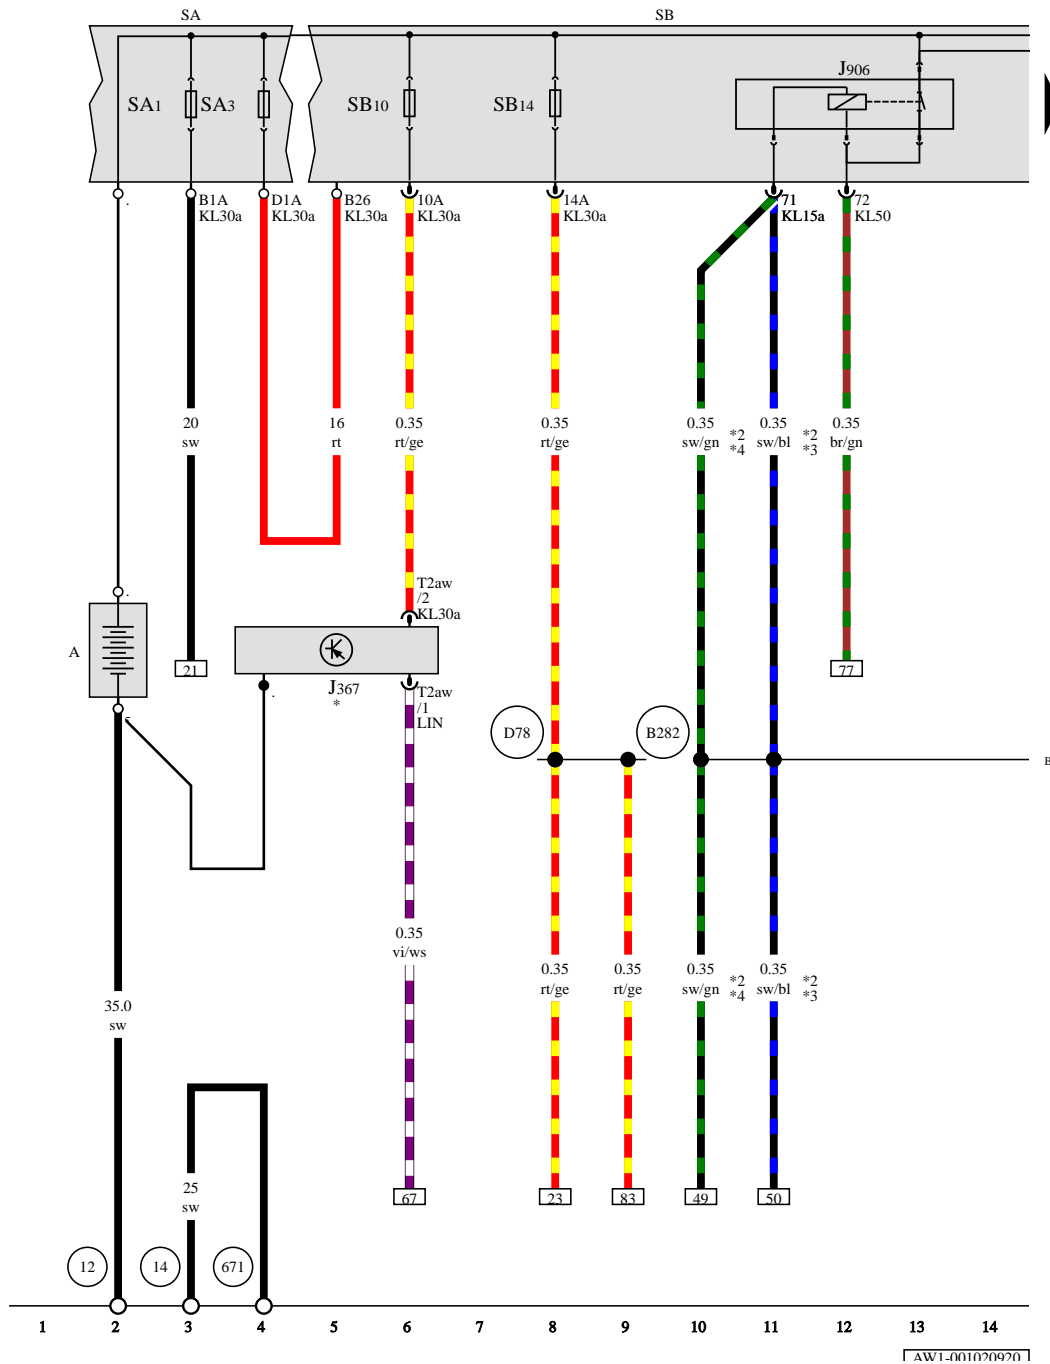 SA SB
J906
SA1 SA3 SB10 SB14
. B1A D1A B26 10A 14A 71 72
KL30a KL30a KL30a KL30a KL30a KL15a KL50
20 16 0.35 0.35 0.35 0.35 0.35
sw rt rt/ge rt/ge sw/gn *2 sw/bl *2 br/gn
*4 *3
T2aw
. /2
KL30a
A 21 77
J367
*
. T2aw
/1
LIN
-
D78 B282
B
0.35
vi/ws
0.35 0.35 0.35 0.35
rt/ge rt/ge sw/gn *2 sw/bl *2
*4 *3
35.0
sw
25
sw
67 23 83 49 50
12 14 671
1 2 3 4 5 6 7 8 9 10 11 12 13 14
AW1-001020920